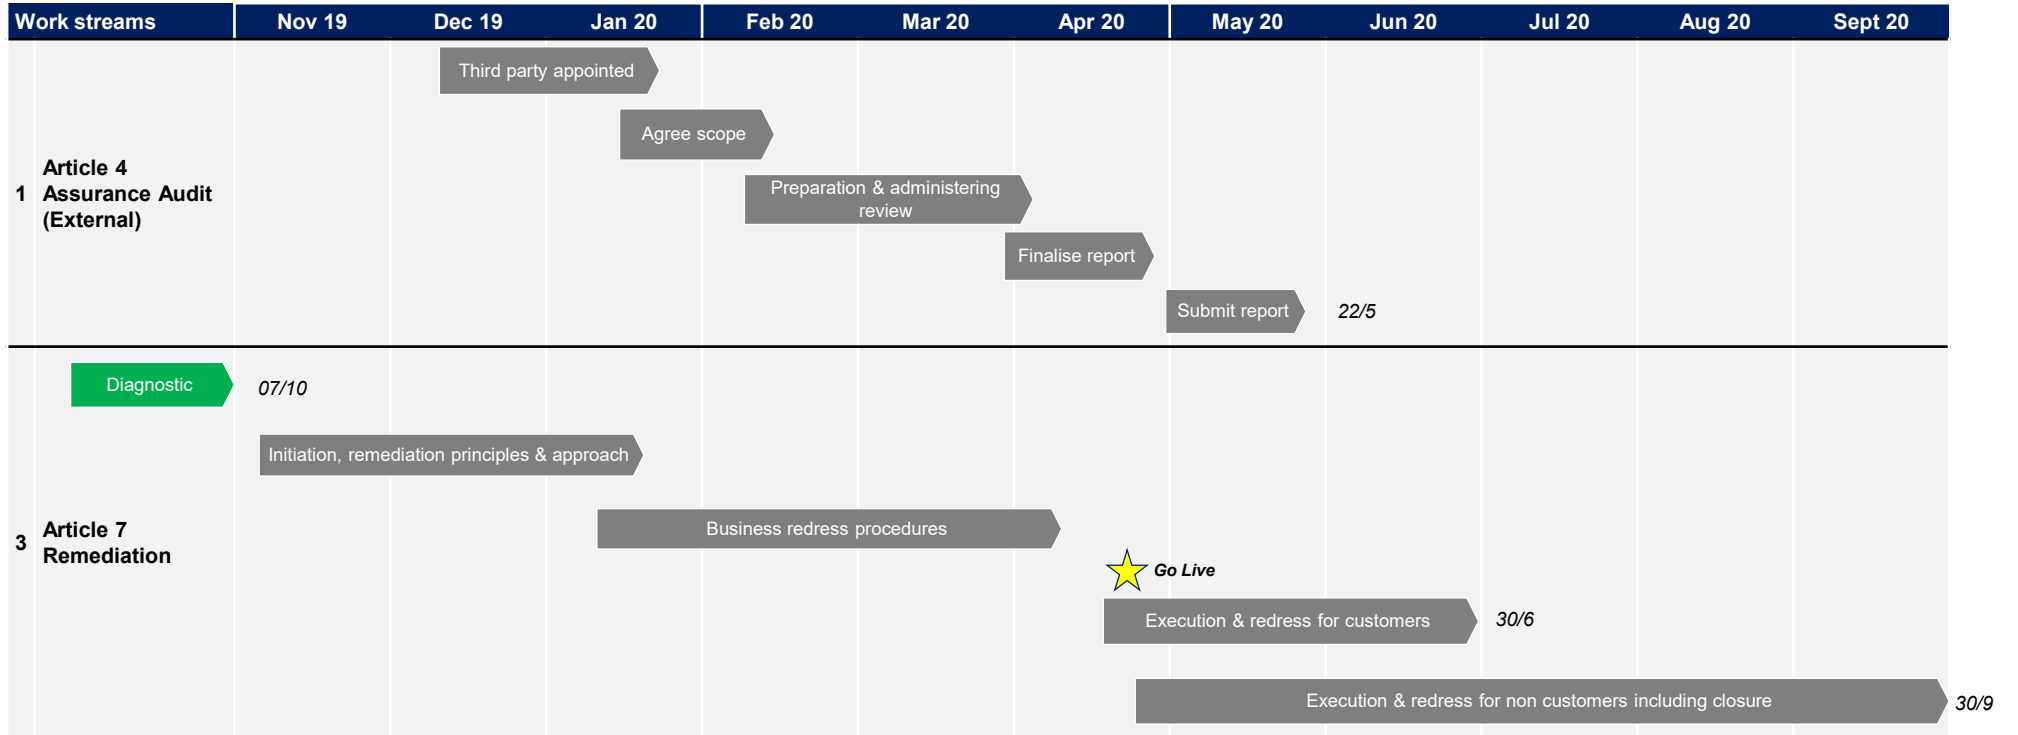 Work streams Nov 19 Dec 19 Jan 20 Feb 20 Mar 20 Apr 20 May 20 Jun 20 Jul 20 Aug 20 Sept 20
1
Article 4
Assurance Audit
(External)
Third party appointed
Agree scope
Preparation & administering
review
Finalise report
Submit report 22/5
3
Article 7
Remediation
Diagnostic 07/10
Initiation, remediation principles & approach
Business redress procedures
Go Live
Execution & redress for customers 30/6
Execution & redress for non customers including closure 30/9